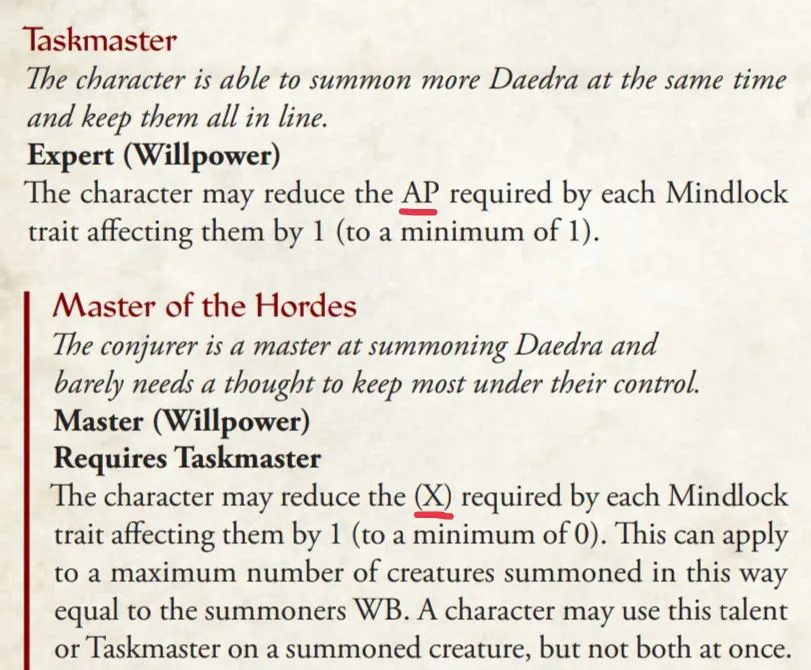 Taskmaster
The character is able to summon more Daedra at the same time
and keep them all in line.
Expert (Willpower)
The character may reduce the AP required by each Mindlock
trait affecting them by 1 (to a minimum of 1).
Master of the Hordes
The conjurer is a master at summoning Daedra and
barely needs a thought to keep most under their control.
Master (Willpower)
Requires Taskmaster
The character may reduce the (X) required by each Mindlock
trait affecting them by 1 (to a minimum of 0). This can apply
to a maximum number of creatures summoned in this way
equal to the summoners WB. A character may use this talent
or Taskmaster on a summoned creature, but not both at once.